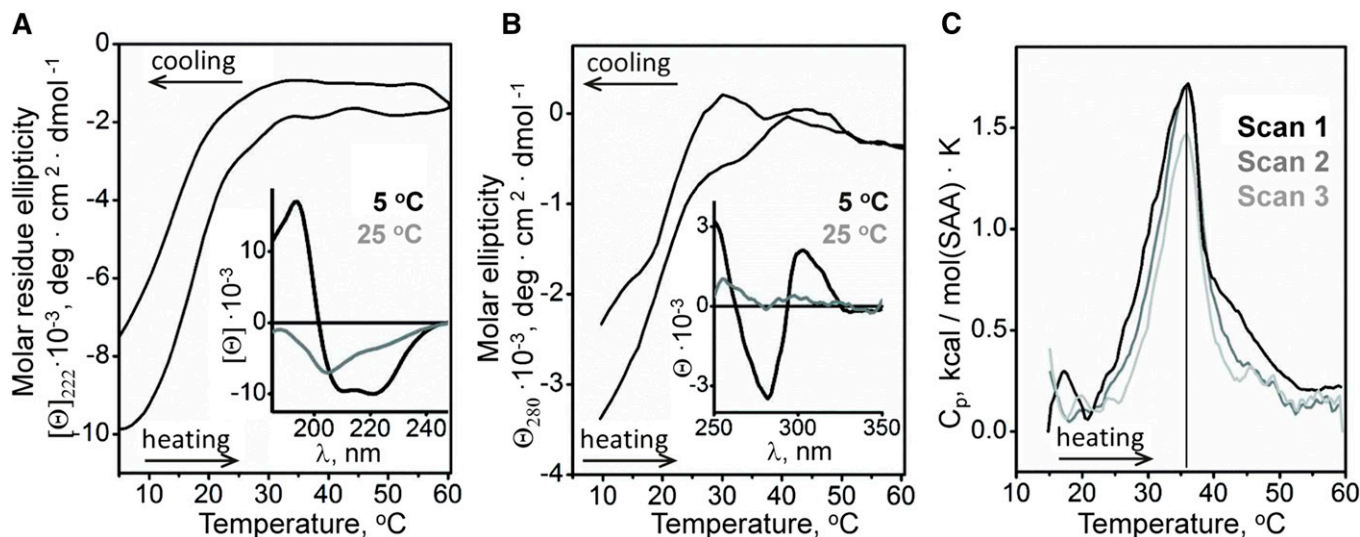 A
0
-2
-4
-6
-8
-10
Molar residue ellipticity
[Θ]222·10-3, deg · cm2 · dmol -1
cooling
heating
5 oC
25 oC
10
0
-10
[Θ] ·10-3
200 220 240
λ, nm
10 20 30 40 50 60
Temperature, oC
B
0
-1
-2
-3
-4
Molar ellipticity
Θ280 ·10-3, deg · cm2 · dmol -1
cooling
heating
5 oC
25 oC
3
0
-3
Θ ·10-3
250 300 350
λ, nm
10 20 30 40 50 60
Temperature, oC
C
1.5
1.0
0.5
0.0
Cp, kcal / mol(SAA) · K
Scan 1
Scan 2
Scan 3
heating
10 20 30 40 50 60
Temperature, oC